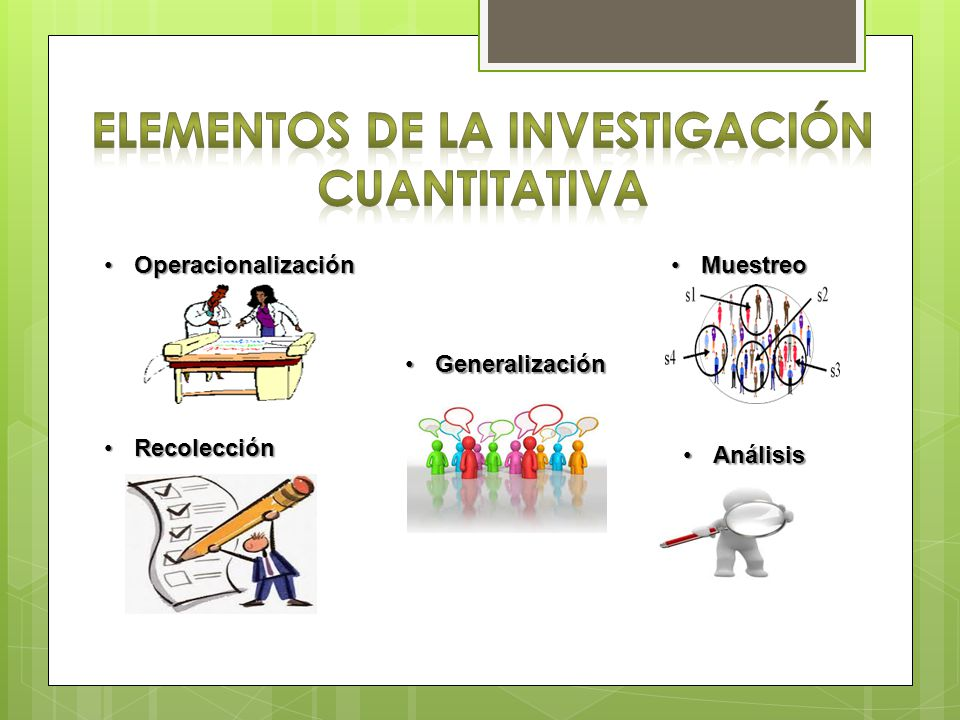 ELEMENTOS DE LA INVESTIGACIÓN
CUANTITATIVA
• Operacionalización
• Muestreo
s1
s2
s4
s3
• Generalización
• Recolección
• Análisis